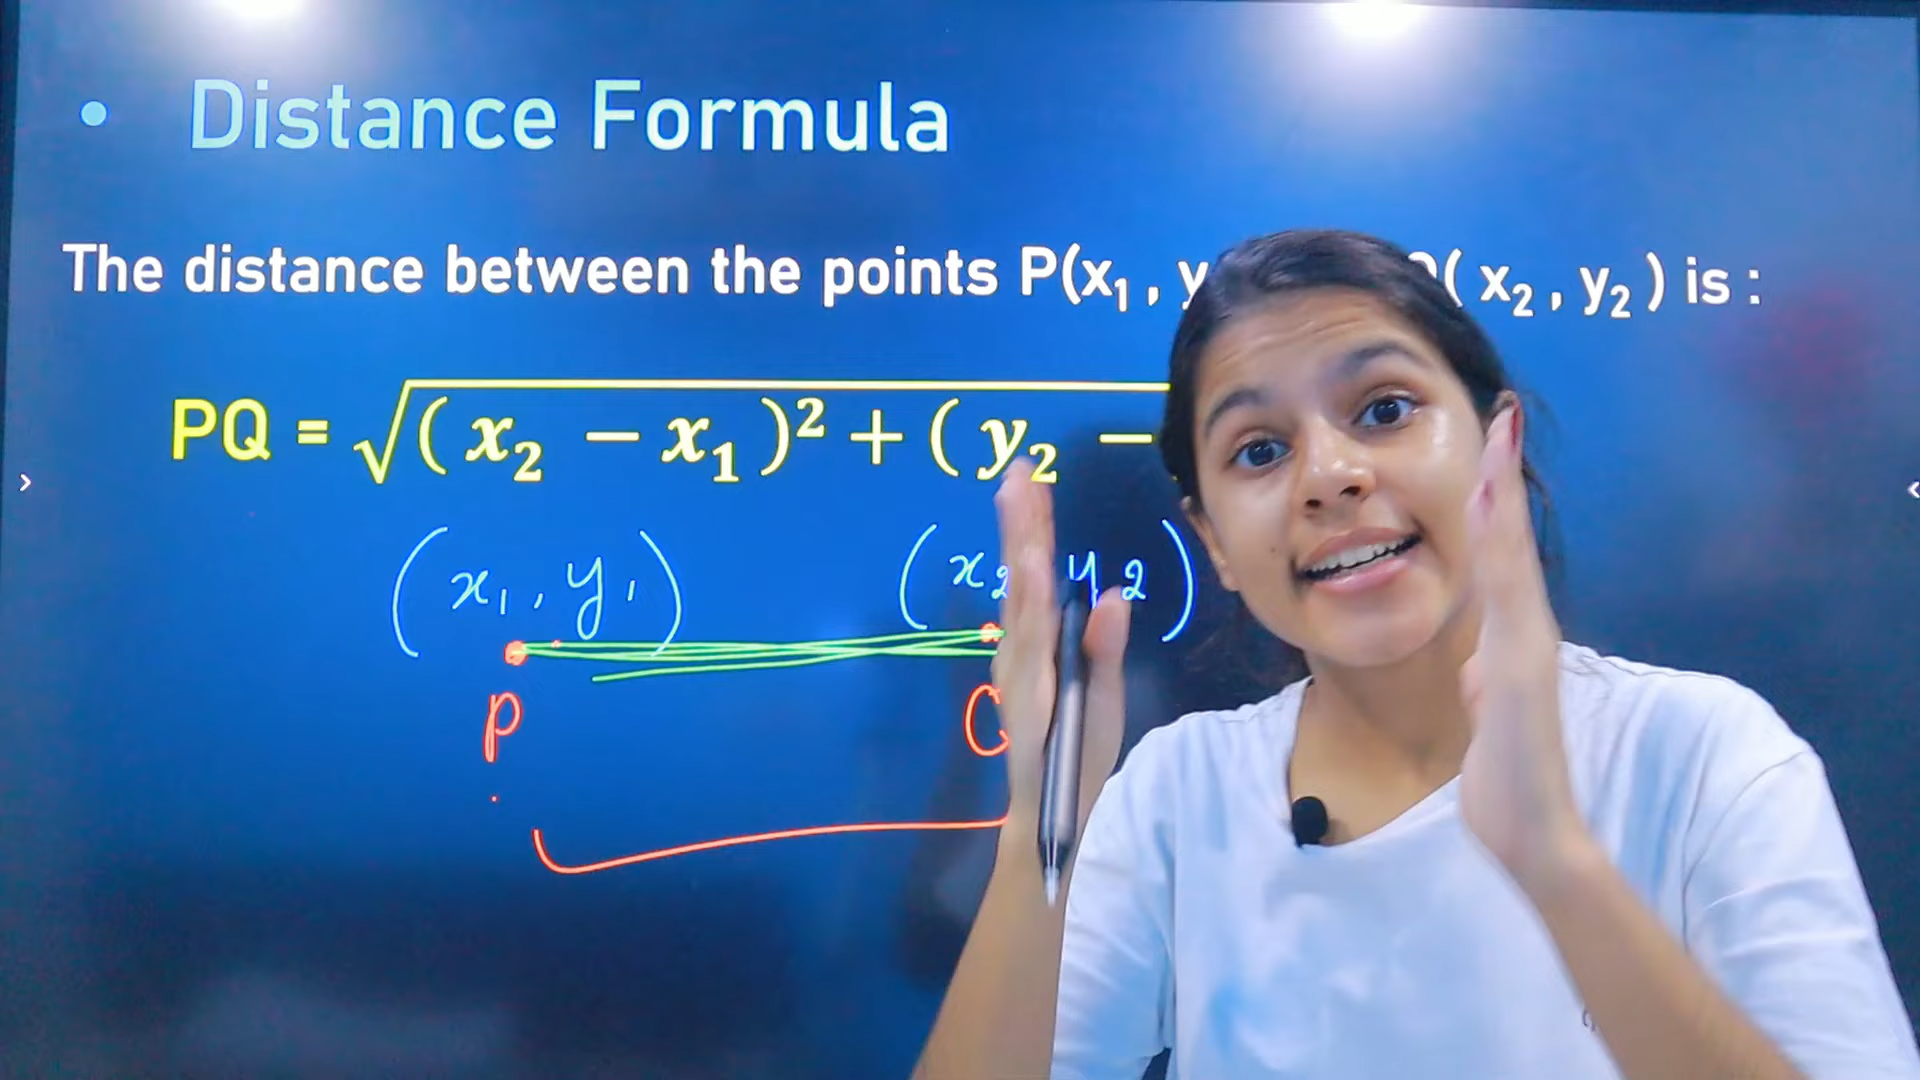 • Distance Formula
The distance between the points P(x₁ , y ( x₂ , y₂ ) is :
PQ = √( x₂ − x₁ )² + ( y₂ −
(x₁ , y₁) (x₂ y₂)
P